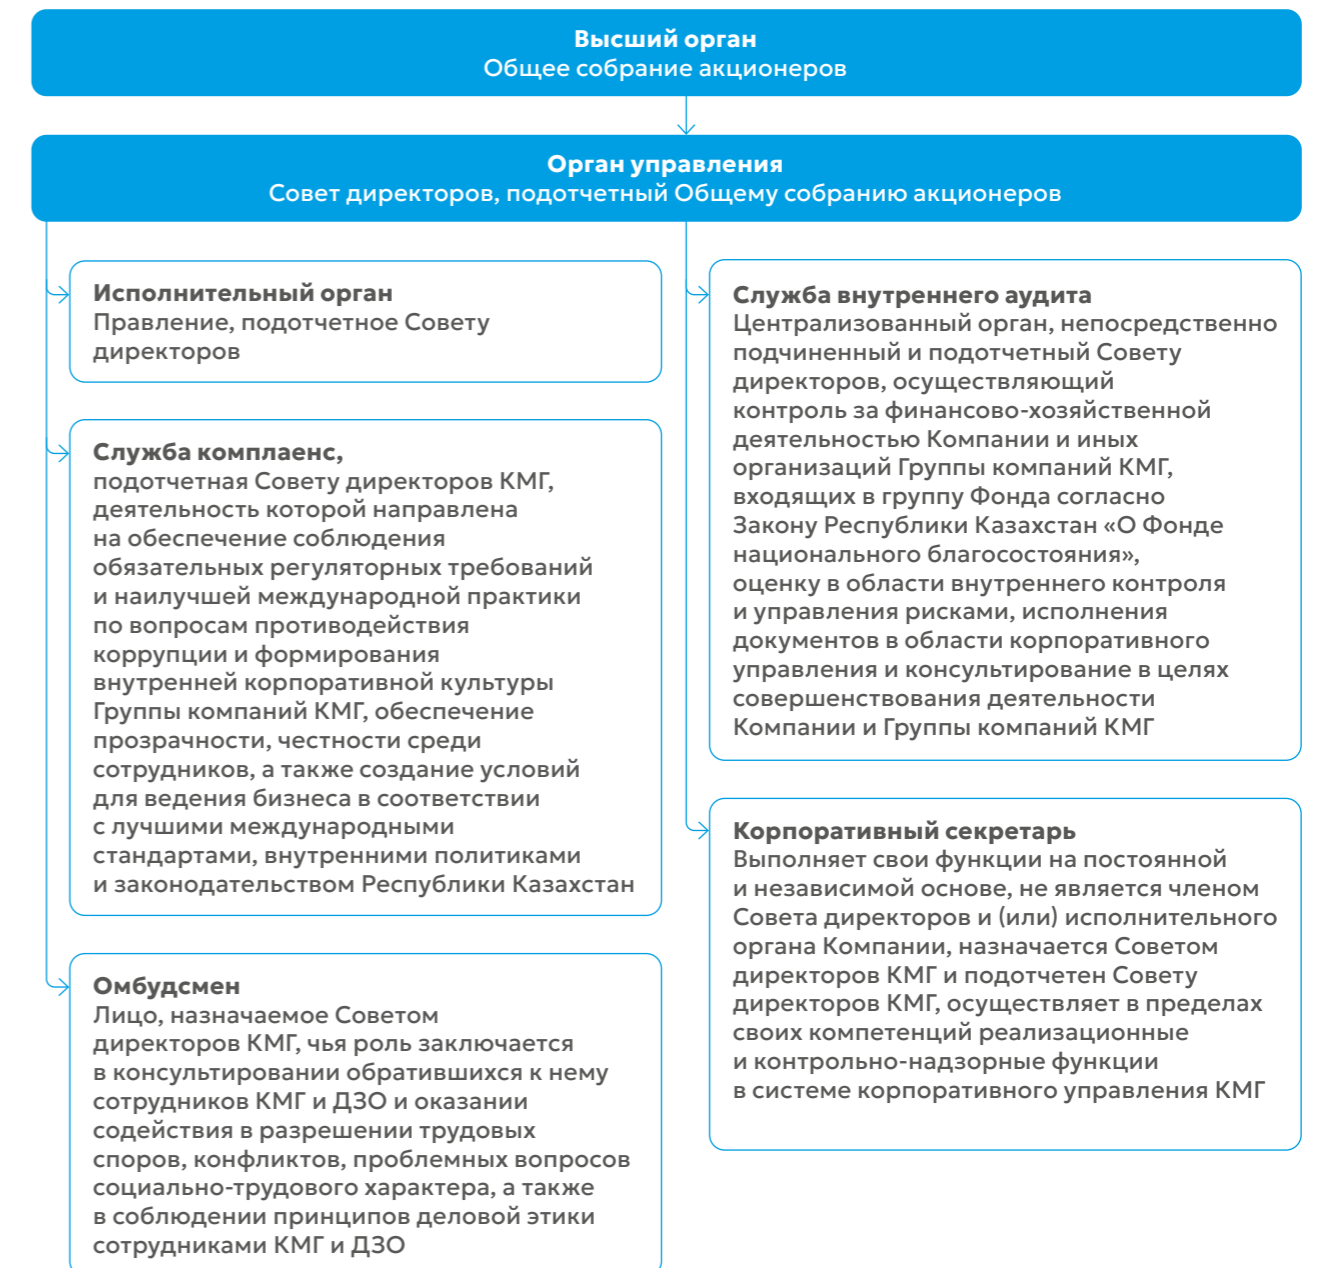 Высший орган
Общее собрание акционеров
Орган управления
Совет директоров, подотчетный Общему собранию акционеров
Исполнительный орган
Правление, подотчетное Совету
директоров
Служба комплаенс,
подотчетная Совету директоров КМГ,
деятельность которой направлена
на обеспечение соблюдения
обязательных регуляторных требований
и наилучшей международной практики
по вопросам противодействия
коррупции и формирования
внутренней корпоративной культуры
Группы компаний КМГ, обеспечение
прозрачности, честности среди
сотрудников, а также создание условий
для ведения бизнеса в соответствии
с лучшими международными
стандартами, внутренними политиками
и законодательством Республики Казахстан
Омбудсмен
Лицо, назначаемое Советом
директоров КМГ, чья роль заключается
в консультировании обратившихся к нему
сотрудников КМГ и ДЗО и оказании
содействия в разрешении трудовых
споров, конфликтов, проблемных вопросов
социально-трудового характера, а также
в соблюдении принципов деловой этики
сотрудниками КМГ и ДЗО
Служба внутреннего аудита
Централизованный орган, непосредственно
подчиненный и подотчетный Совету
директоров, осуществляющий
контроль за финансово-хозяйственной
деятельностью Компании и иных
организаций Группы компаний КМГ,
входящих в группу Фонда согласно
Закону Республики Казахстан «О Фонде
национального благосостояния»,
оценку в области внутреннего контроля
и управления рисками, исполнения
документов в области корпоративного
управления и консультирование в целях
совершенствования деятельности
Компании и Группы компаний КМГ
Корпоративный секретарь
Выполняет свои функции на постоянной
и независимой основе, не является членом
Совета директоров и (или) исполнительного
органа Компании, назначается Советом
директоров КМГ и подотчетен Совету
директоров КМГ, осуществляет в пределах
своих компетенций реализационные
и контрольно-надзорные функции
в системе корпоративного управления КМГ